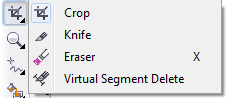 Crop
Knife
Eraser X
Virtual Segment Delete